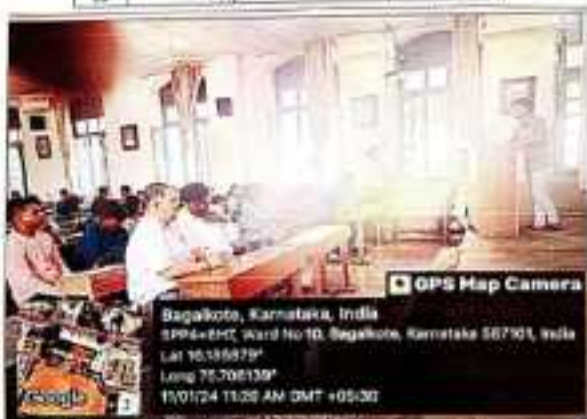 GPS Map Camera
Bagalkote, Karnataka, India
Ward No 10, Bagalkote, Karnataka 587101, India
Lat 16.185879°
Long 75.706139°
11/01/24 11:20 AM GMT +05:30
Google